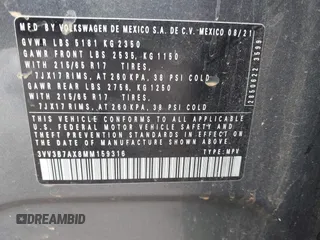 MFD BY VOLKSWAGEN DE MEXICO S.A. DE C.V. MEXICO 08/21
GVWR LBS 5181 KG 2350
GAWR FRONT LBS 2535, KG 1150
WITH 215/65 R17 TIRES,
7JX17 RIMS, AT 260 KPA, 38 PSI COLD
GAWR REAR LBS 2756, KG 1250
WITH 215/65 R17 TIRES,
7JX17 RIMS, AT 260 KPA, 38 PSI COLD
THIS VEHICLE CONFORMS TO ALL APPLICABLE
FEDERAL MOTOR VEHICLE SAFETY AND
THEFT PREVENTION STANDARDS IN EFFECT
ON THE DATE OF MANUFACTURE SHOWN ABOVE.
3VV3B7AX8MM159316 TYPE: MPV
DREAMBID